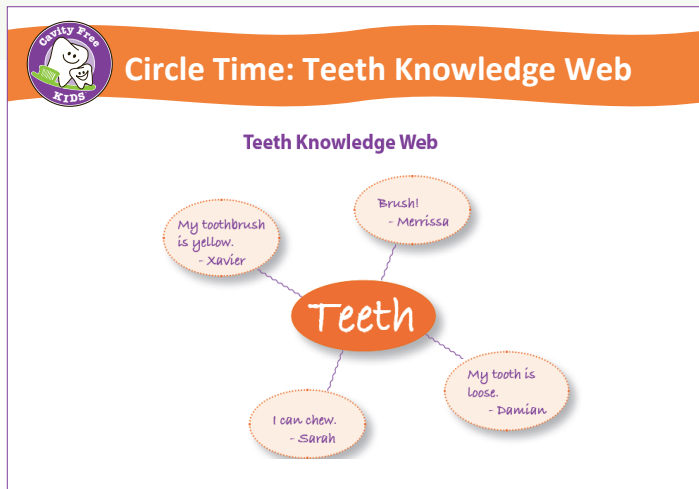 Cavity Free
KIDS
Circle Time: Teeth Knowledge Web
Teeth Knowledge Web
My toothbrush
is yellow.
- Xavier
Brush!
- Merrissa
Teeth
My tooth is
loose.
- Damian
I can chew.
- Sarah